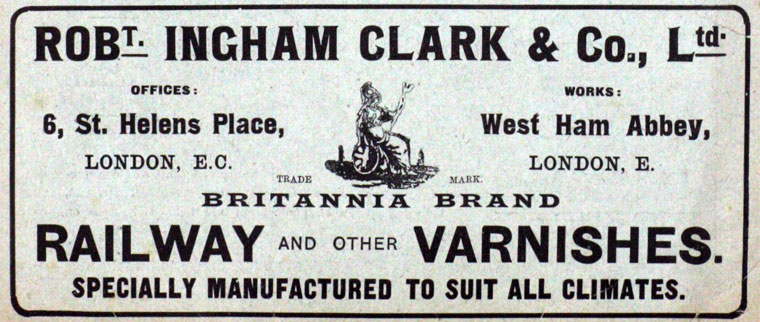 ROBT. INGHAM CLARK & Co., Ltd.
OFFICES:
6, St. Helens Place,
LONDON, E.C.
WORKS:
West Ham Abbey,
LONDON, E.
TRADE MARK.
BRITANNIA BRAND
RAILWAY AND OTHER VARNISHES.
SPECIALLY MANUFACTURED TO SUIT ALL CLIMATES.